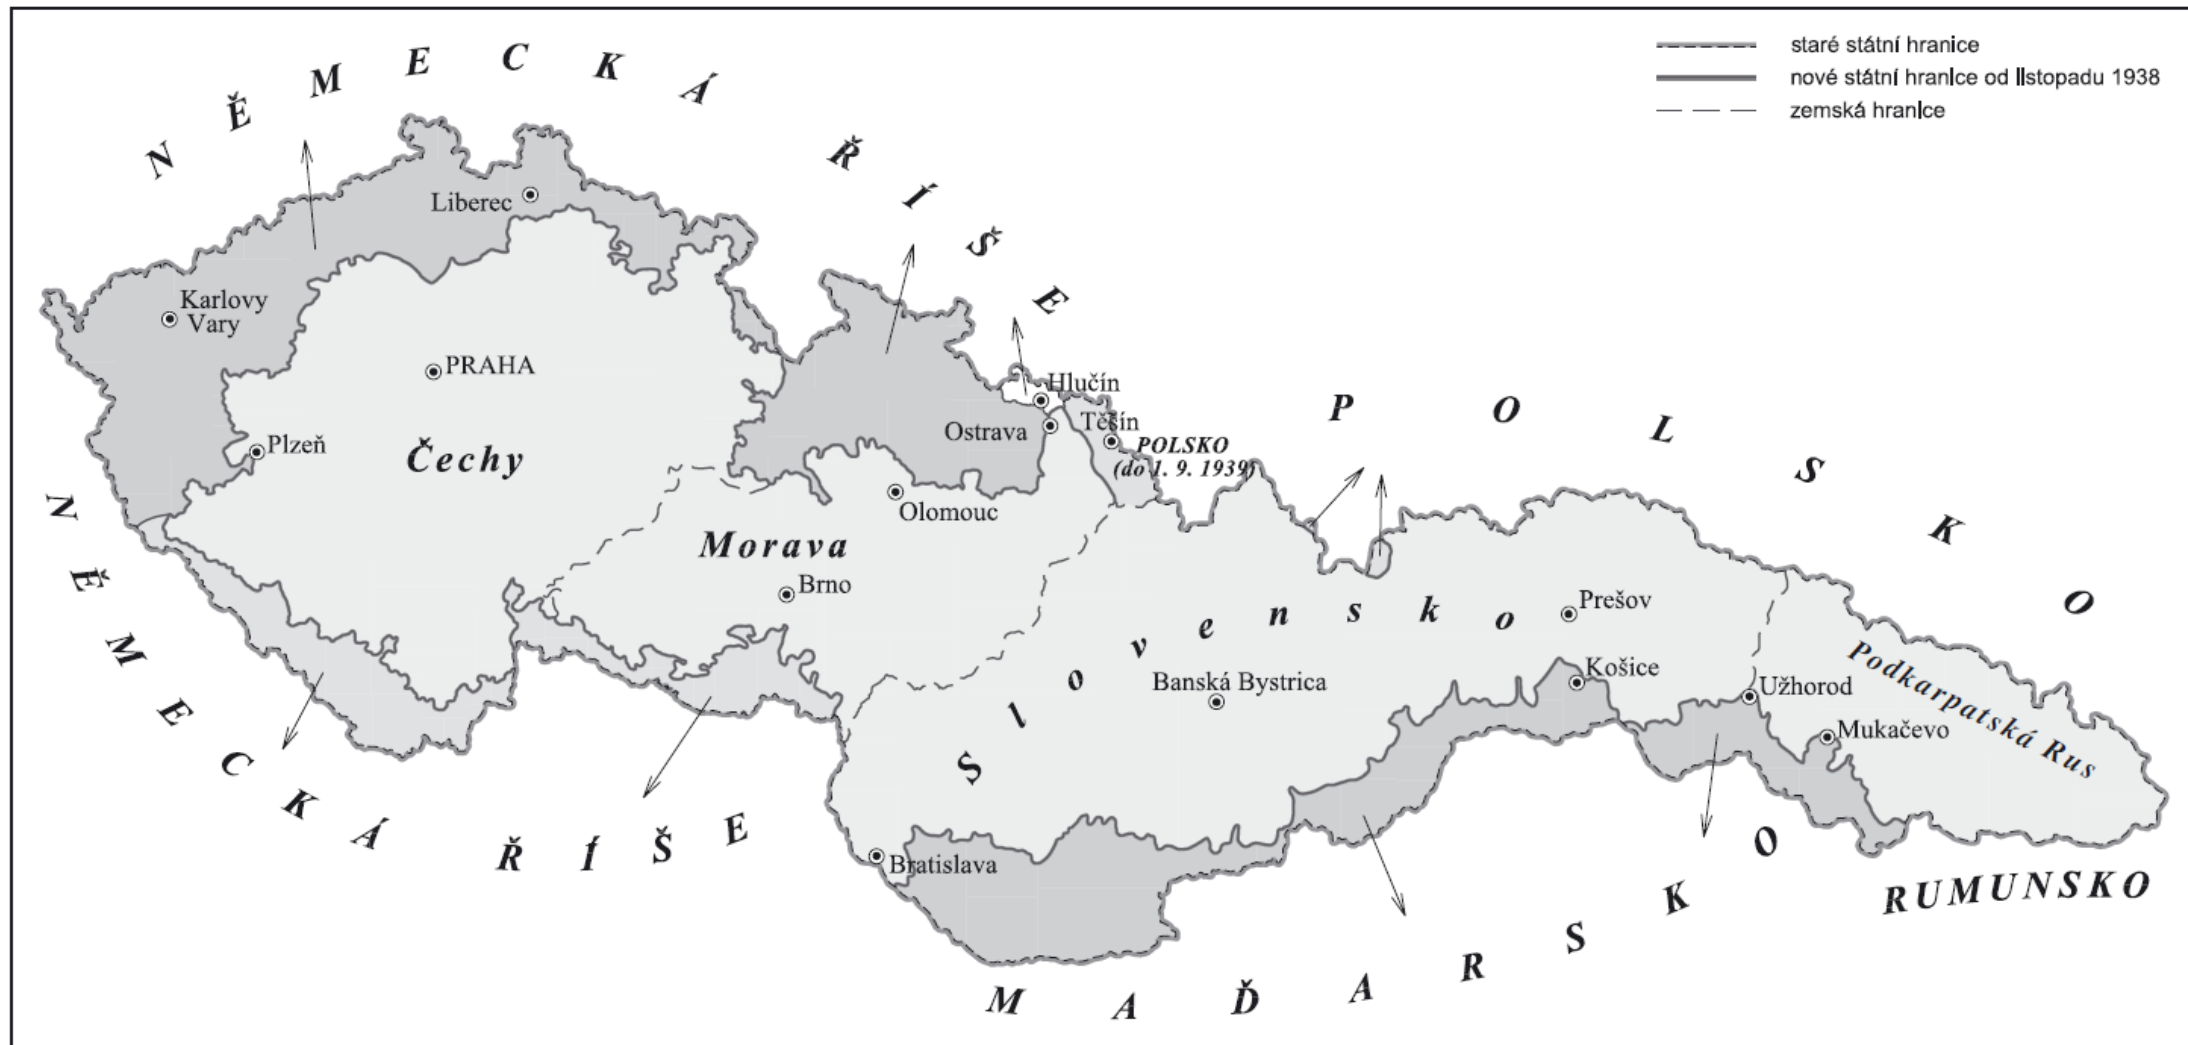 staré státní hranice
nové státní hranice od listopadu 1938
zemská hranice
NĚMECKÁ ŘÍŠE
Liberec
Karlovy
Vary
PRAHA
Plzeň
Čechy
Hlučín
Ostrava
Těšín
POLSKO
(do 1. 9. 1939)
POLSKO
Olomouc
Morava
Brno
NĚMECKÁ ŘÍŠE
Slovensko
Prešov
Košice
Banská Bystrica
Užhorod
Mukačevo
Podkarpatská Rus
Bratislava
MAĎARSKO
RUMUNSKO